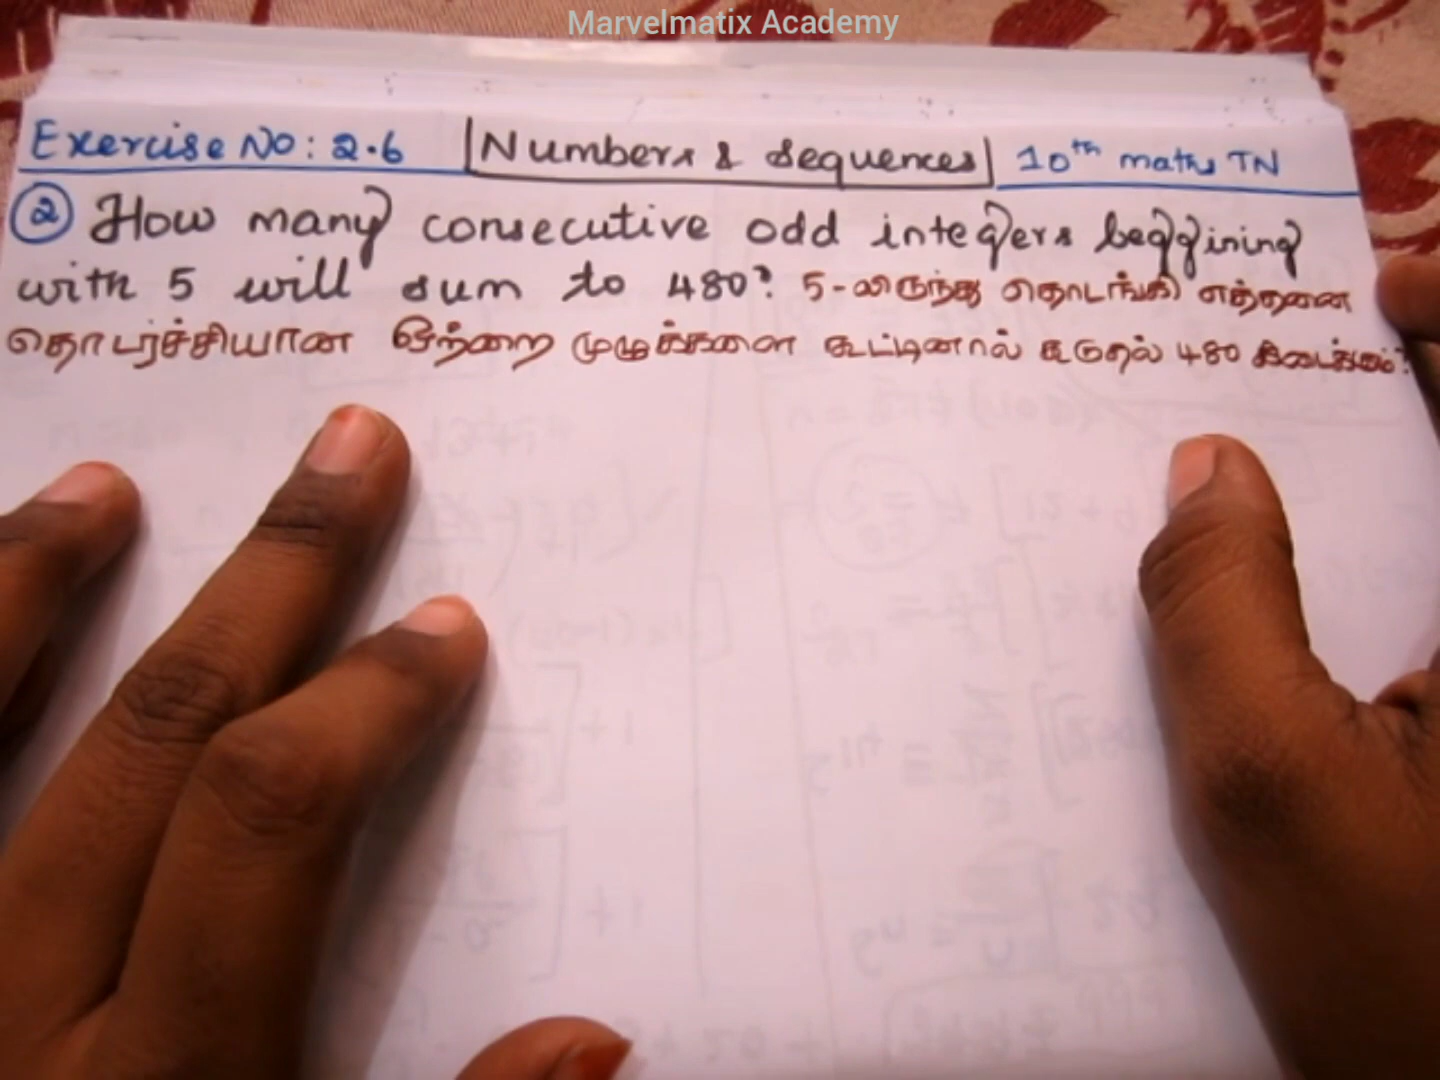 Marvelmatix Academy
Exercise No: 2.6 Numbers & sequences 10th maths TN
② How many consecutive odd integers beggining
with 5 will sum to 480? 5-லிருந்து தொடங்கி எத்தனை
தொடர்ச்சியான ஒற்றை முழுக்களை கூட்டினால் கூடுதல் 480 கிடைக்கும்?